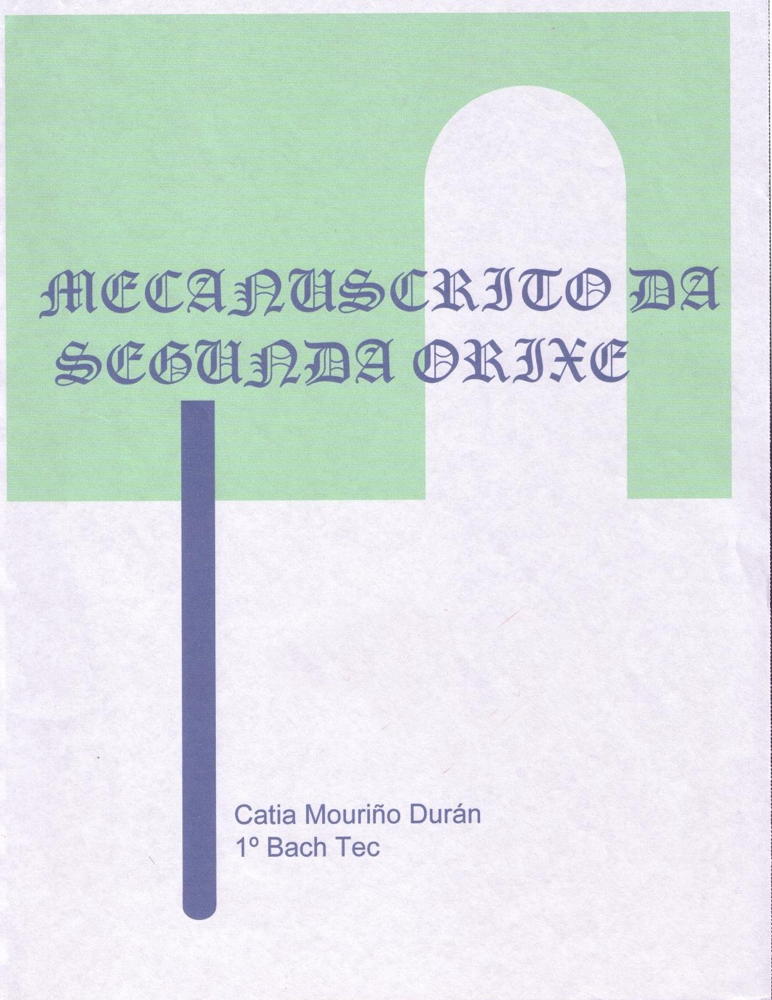 MECANUSCRITO DA
SEGUNDA ORIXE
Catia Mouriño Durán
1º Bach Tec